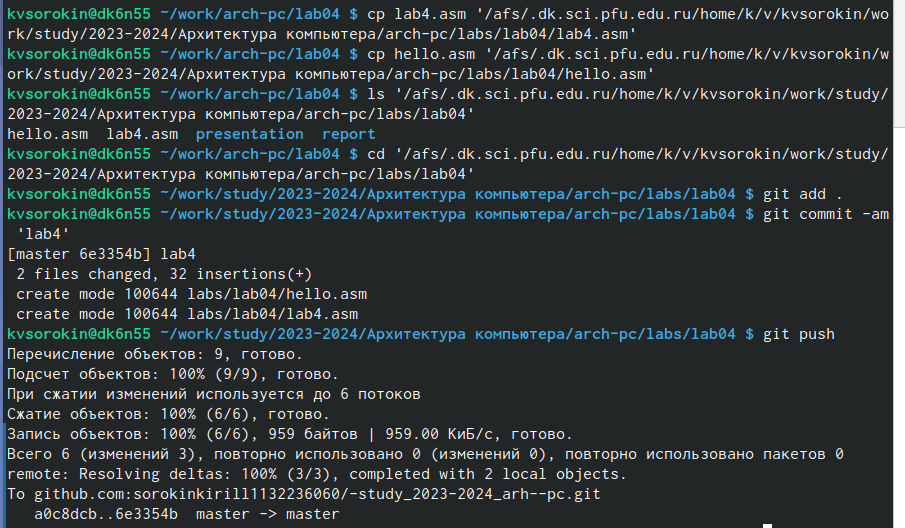 kvsorokin@dk6n55 ~/work/arch-pc/lab04 $ cp lab4.asm '/afs/.dk.sci.pfu.edu.ru/home/k/v/kvsorokin/wo
rk/study/2023-2024/Архитектура компьютера/arch-pc/labs/lab04/lab4.asm'
kvsorokin@dk6n55 ~/work/arch-pc/lab04 $ cp hello.asm '/afs/.dk.sci.pfu.edu.ru/home/k/v/kvsorokin/w
ork/study/2023-2024/Архитектура компьютера/arch-pc/labs/lab04/hello.asm'
kvsorokin@dk6n55 ~/work/arch-pc/lab04 $ ls '/afs/.dk.sci.pfu.edu.ru/home/k/v/kvsorokin/work/study/
2023-2024/Архитектура компьютера/arch-pc/labs/lab04'
hello.asm  lab4.asm  presentation  report
kvsorokin@dk6n55 ~/work/arch-pc/lab04 $ cd '/afs/.dk.sci.pfu.edu.ru/home/k/v/kvsorokin/work/study/
2023-2024/Архитектура компьютера/arch-pc/labs/lab04'
kvsorokin@dk6n55 ~/work/study/2023-2024/Архитектура компьютера/arch-pc/labs/lab04 $ git add .
kvsorokin@dk6n55 ~/work/study/2023-2024/Архитектура компьютера/arch-pc/labs/lab04 $ git commit -am
 'lab4'
[master 6e3354b] lab4
 2 files changed, 32 insertions(+)
 create mode 100644 labs/lab04/hello.asm
 create mode 100644 labs/lab04/lab4.asm
kvsorokin@dk6n55 ~/work/study/2023-2024/Архитектура компьютера/arch-pc/labs/lab04 $ git push
Перечисление объектов: 9, готово.
Подсчет объектов: 100% (9/9), готово.
При сжатии изменений используется до 6 потоков
Сжатие объектов: 100% (6/6), готово.
Запись объектов: 100% (6/6), 959 байтов | 959.00 КиБ/с, готово.
Всего 6 (изменений 3), повторно использовано 0 (изменений 0), повторно использовано пакетов 0
remote: Resolving deltas: 100% (3/3), completed with 2 local objects.
To github.com:sorokinkirill1132236060/-study_2023-2024_arh--pc.git
   a0c8dcb..6e3354b  master -> master